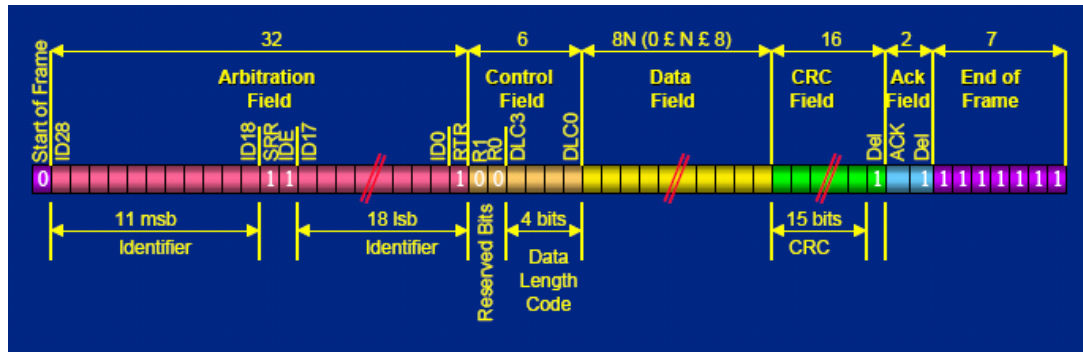 32
6
8N (0 £ N £ 8)
16
2
7
Start of Frame
Arbitration
Field
Control
Field
Data
Field
CRC
Field
Ack
Field
End of
Frame
ID28
ID18
SRR
IDE
ID17
ID0
RTR
R1
R0
DLC3
DLC0
Del
ACK
Del
0
1
1
1
0
0
1
1
1
1
1
1
1
1
1
11 msb
Identifier
18 lsb
Identifier
Reserved Bits
4 bits
Data
Length
Code
15 bits
CRC